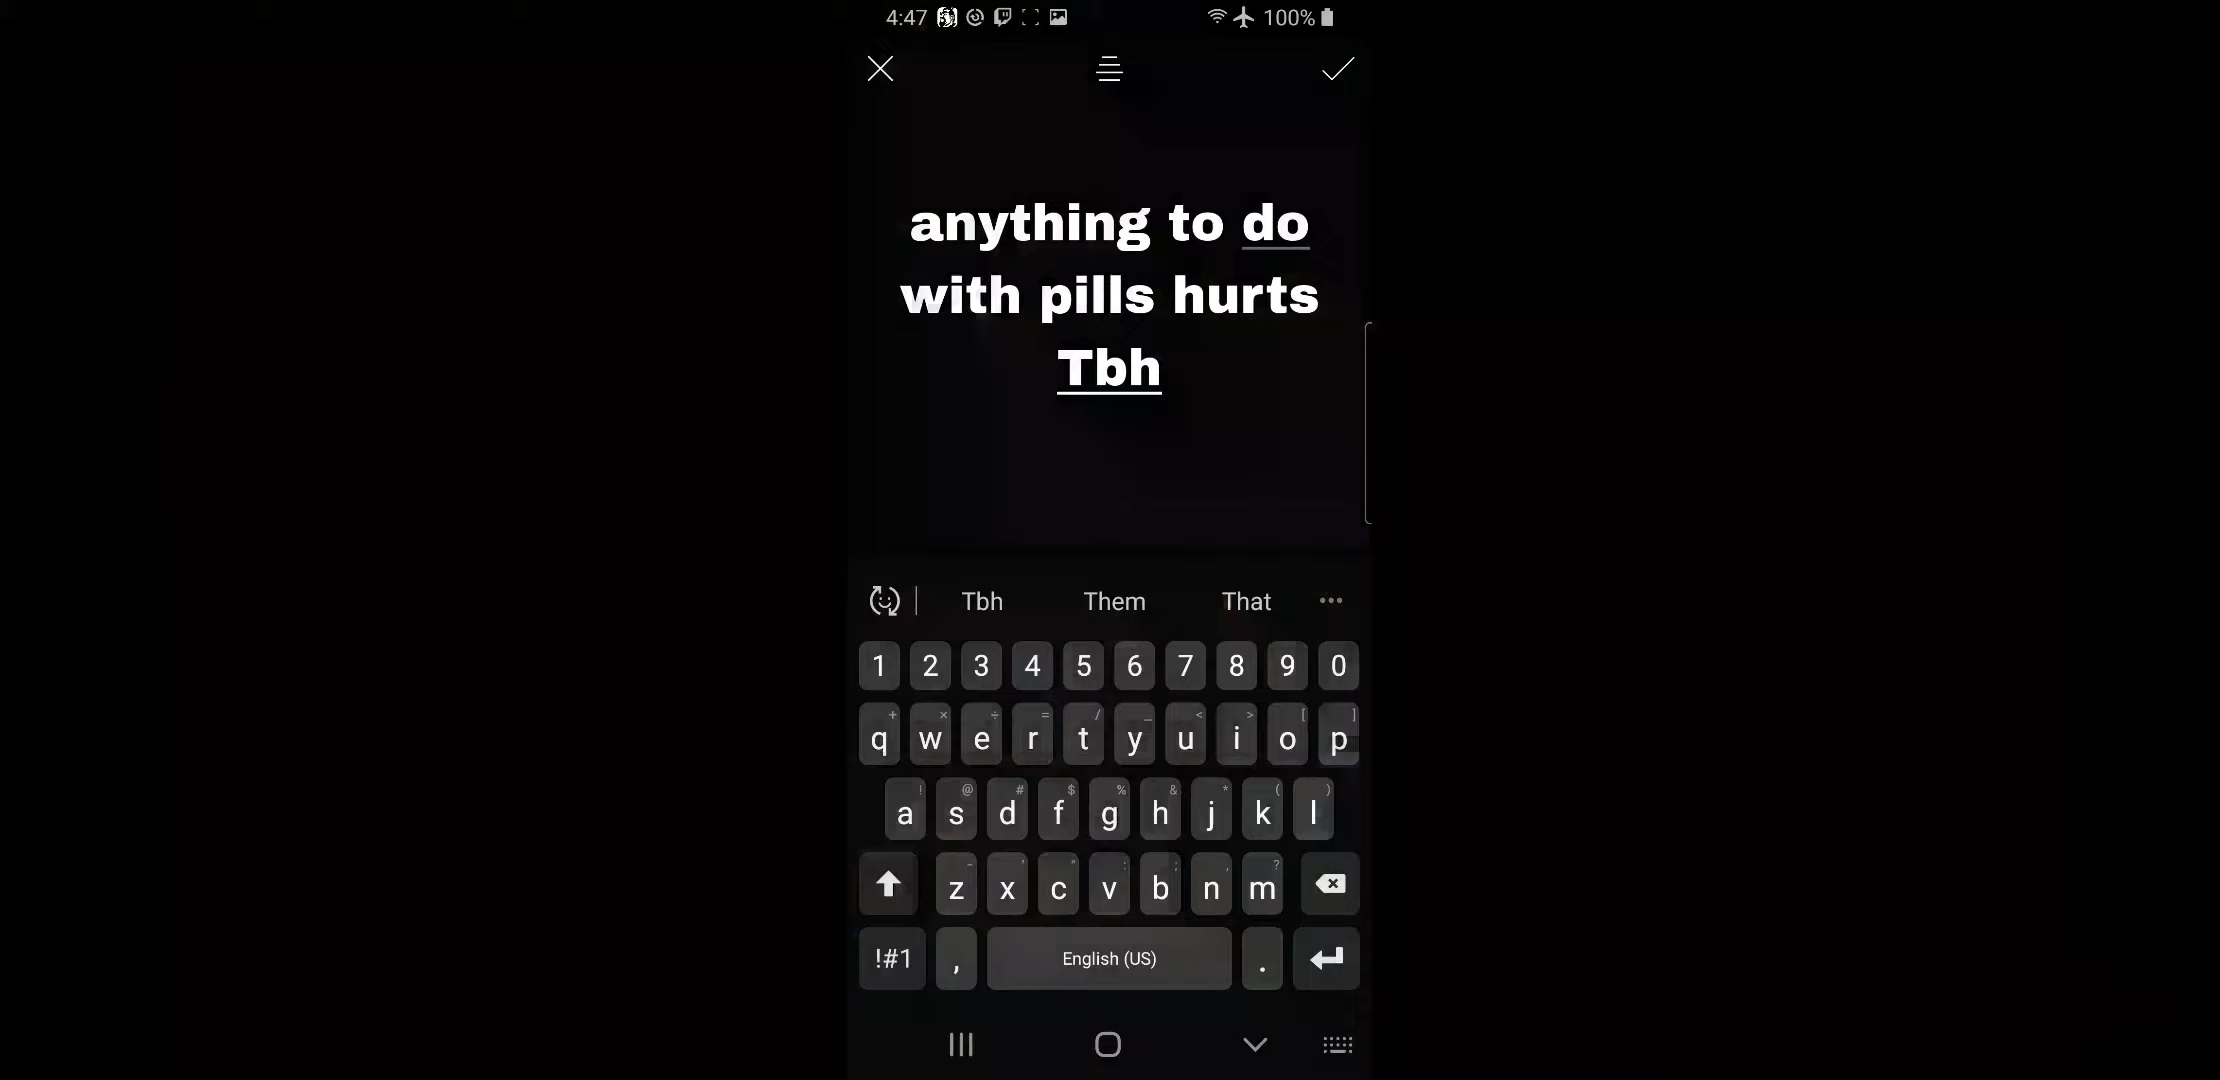 4:47 100%
anything to do
with pills hurts
Tbh
Tbh Them That
1 2 3 4 5 6 7 8 9 0
+ × ÷ = / _ < > [ ]
q w e r t y u i o p
! @ # $ % & * ( )
a s d f g h j k l
- ' " : ; , ?
z x c v b n m
!#1 , English (US) .